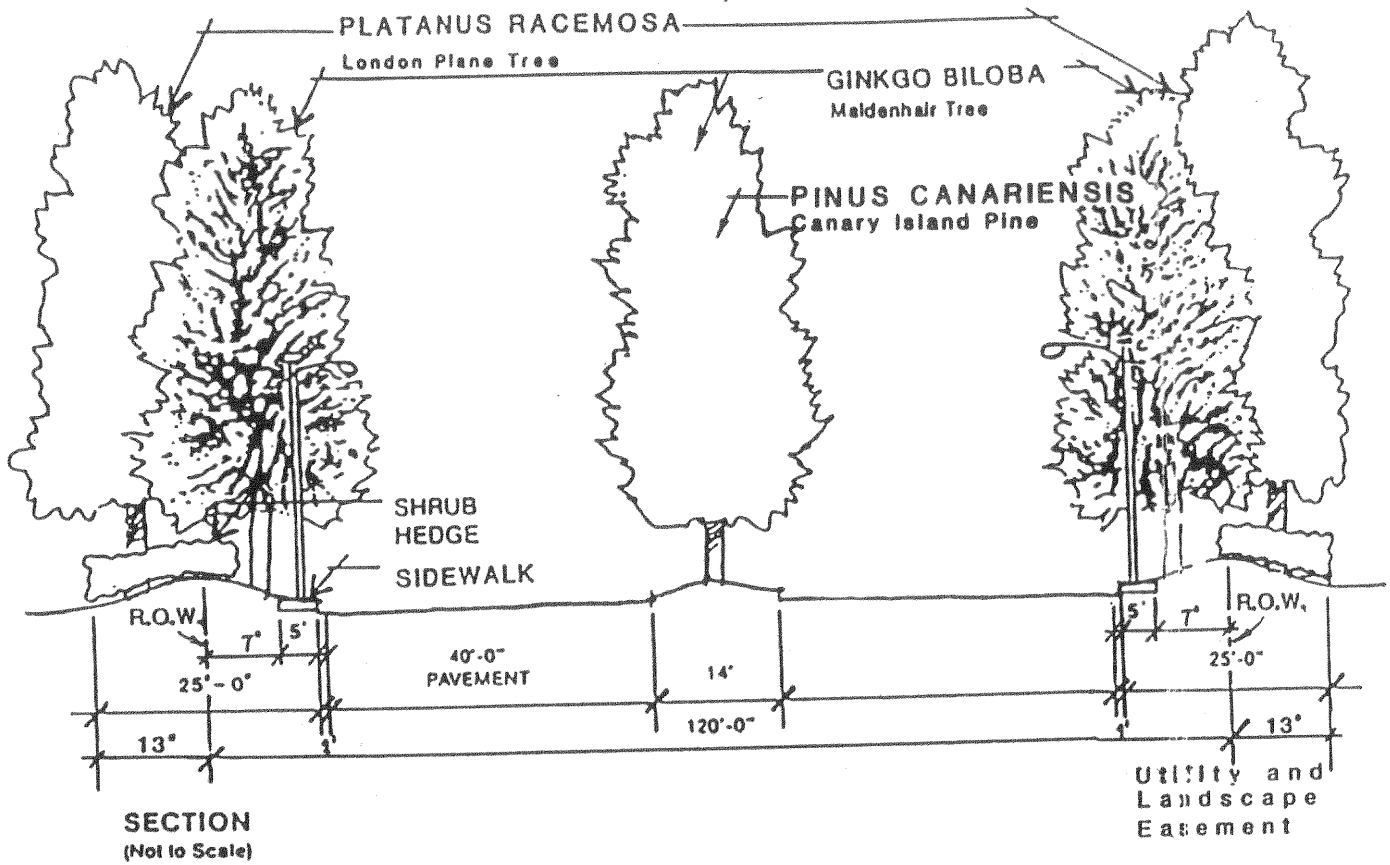 PLATANUS RACEMOSA
London Plane Tree
GINKGO BILOBA
Maidenhair Tree
PINUS CANARIENSIS
Canary Island Pine
SHRUB
HEDGE
SIDEWALK
R.O.W.
7'
5'
40'-0"
PAVEMENT
14'
5'
7'
R.O.W.
25'-0"
25'-0"
120'-0"
13"
1'
1'
13"
Utility and
Landscape
Easement
SECTION
(Not to Scale)